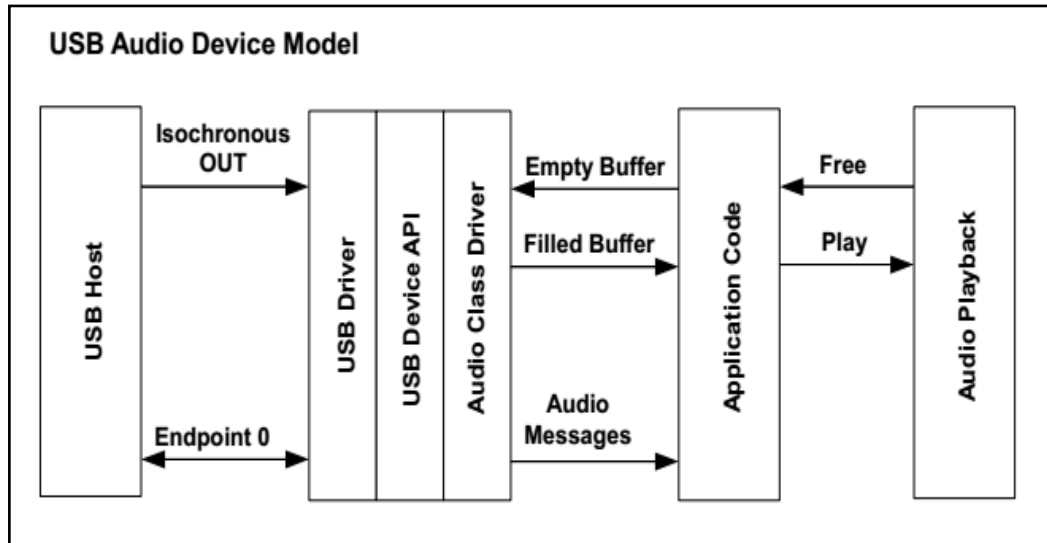 USB Audio Device Model
USB Host
Isochronous
OUT
Endpoint 0
USB Driver
USB Device API
Audio Class Driver
Empty Buffer
Filled Buffer
Audio
Messages
Application Code
Free
Play
Audio Playback